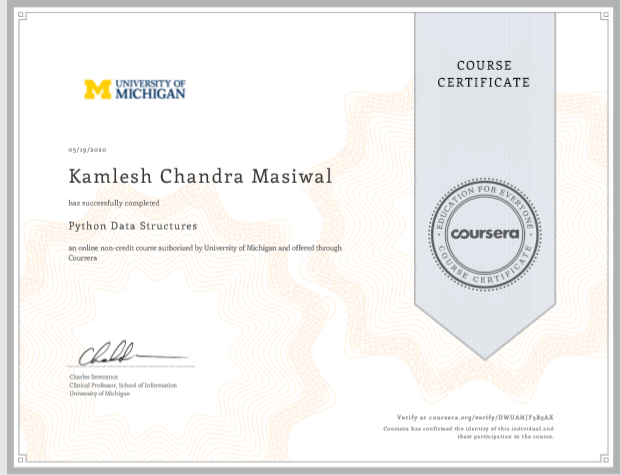 UNIVERSITY OF
MICHIGAN
COURSE
CERTIFICATE
05/19/2020
Kamlesh Chandra Masiwal
has successfully completed
Python Data Structures
an online non-credit course authorized by University of Michigan and offered through
Coursera
EDUCATION FOR EVERYONE
coursera
COURSE CERTIFICATE
Charles Severance
Clinical Professor, School of Information
University of Michigan
Verify at coursera.org/verify/DWUANJF5R5AX
Coursera has confirmed the identity of this individual and
their participation in the course.